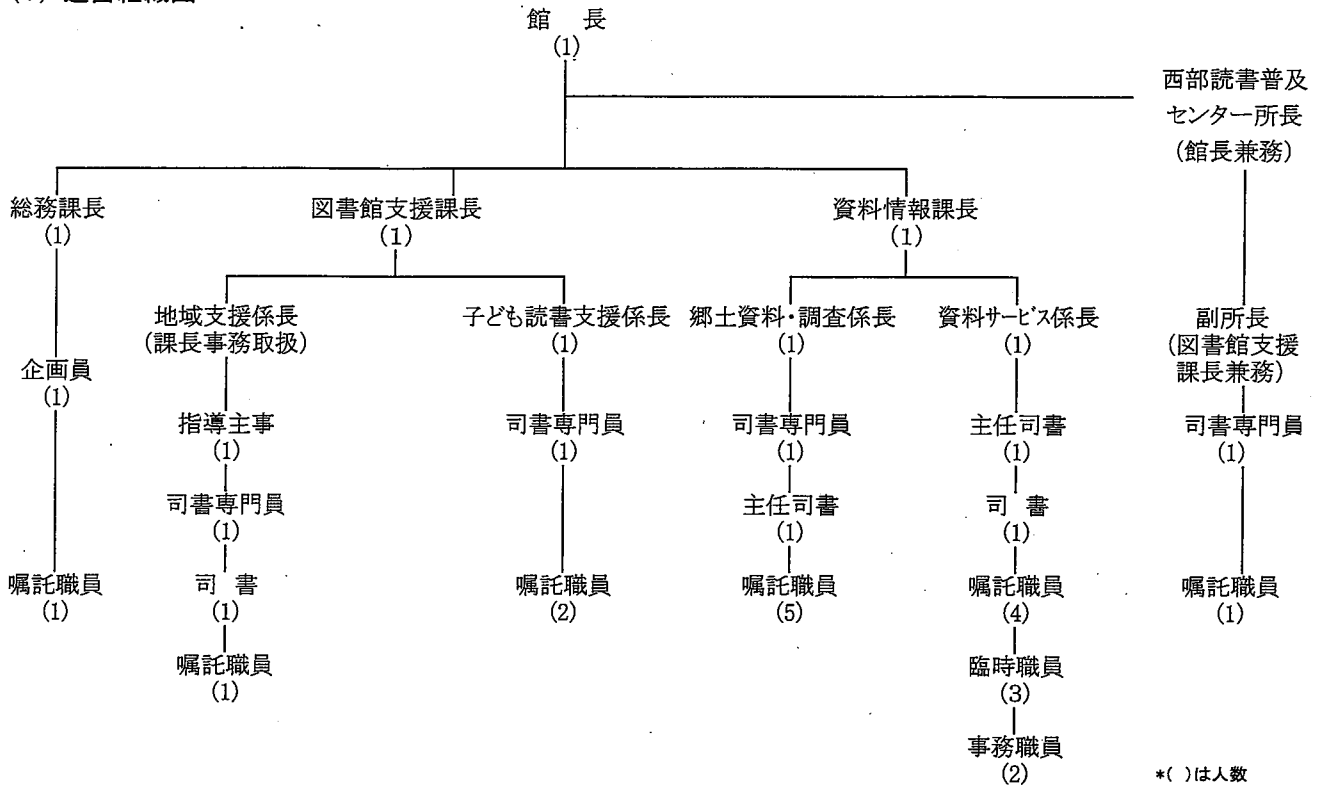 館 長
(1)
西部読書普及
センター所長
(館長兼務)
総務課長
(1)
図書館支援課長
(1)
資料情報課長
(1)
地域支援係長
(課長事務取扱)
子ども読書支援係長
(1)
郷土資料・調査係長
(1)
資料サービス係長
(1)
副所長
(図書館支援
課長兼務)
企画員
(1)
指導主事
(1)
司書専門員
(1)
司書専門員
(1)
主任司書
(1)
司書専門員
(1)
司書専門員
(1)
主任司書
(1)
司 書
(1)
嘱託職員
(1)
司 書
(1)
嘱託職員
(2)
嘱託職員
(5)
嘱託職員
(4)
嘱託職員
(1)
嘱託職員
(1)
臨時職員
(3)
事務職員
(2)
*( )は人数